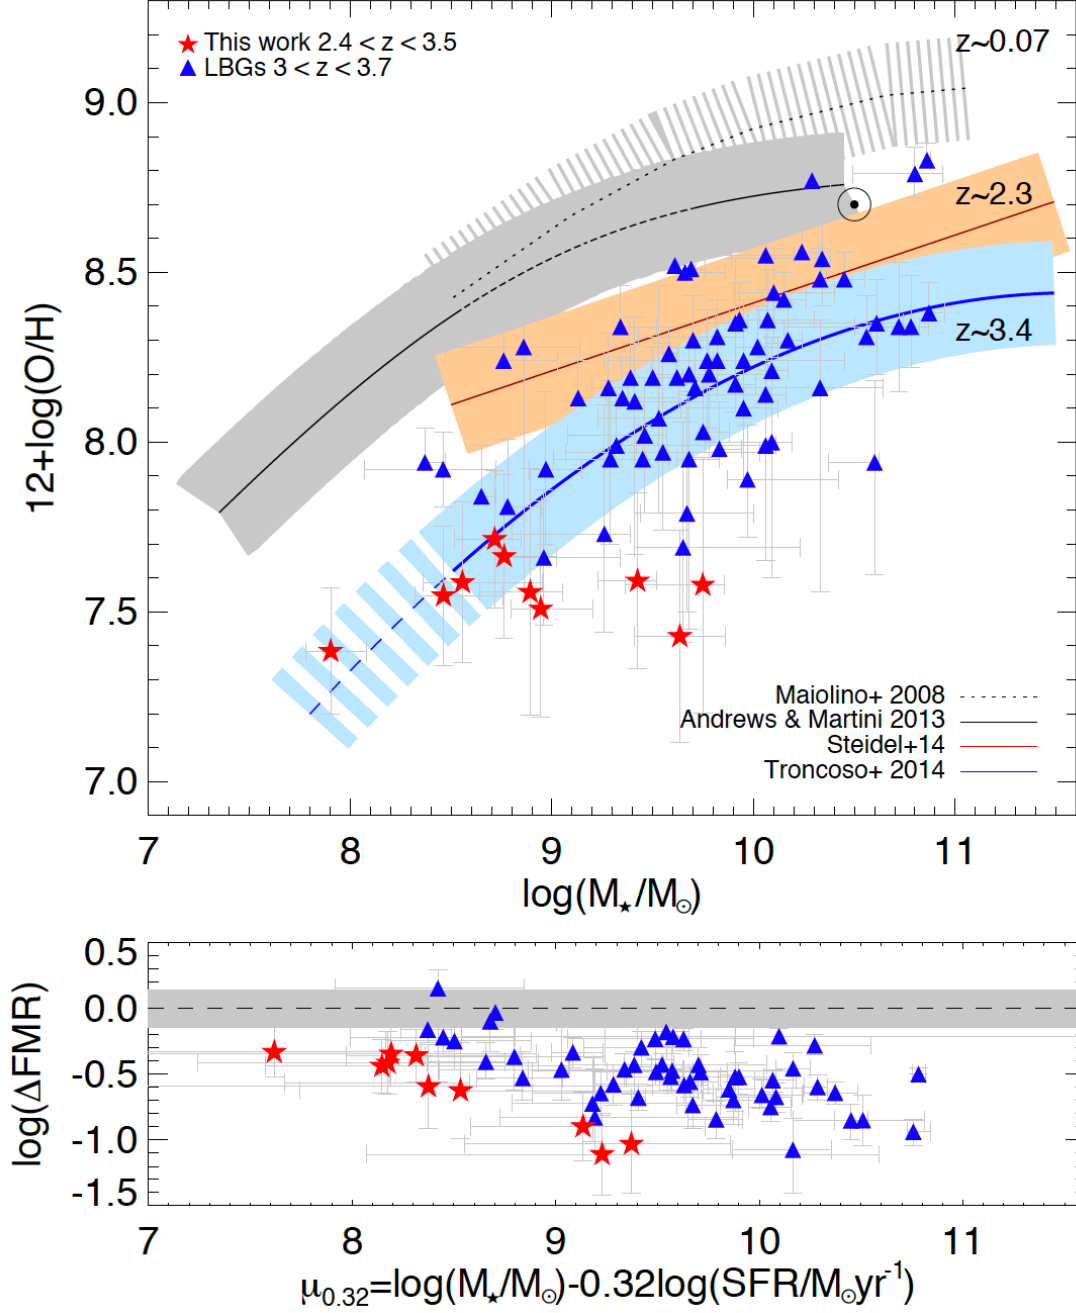 This work 2.4 < z < 3.5
LBGs 3 < z < 3.7
z~0.07
z~2.3
z~3.4
12+log(O/H)
9.0
8.5
8.0
7.5
7.0
Maiolino+ 2008
Andrews & Martini 2013
Steidel+14
Troncoso+ 2014
7 8 9 10 11
log(M★/M⊙)
log(ΔFMR)
0.5
0.0
-0.5
-1.0
-1.5
7 8 9 10 11
μ0.32=log(M★/M⊙)-0.32log(SFR/M⊙yr-1)